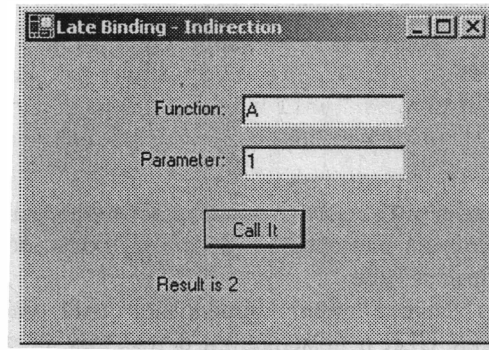 Late Binding - Indirection
Function: A
Parameter: 1
Call It
Result is 2